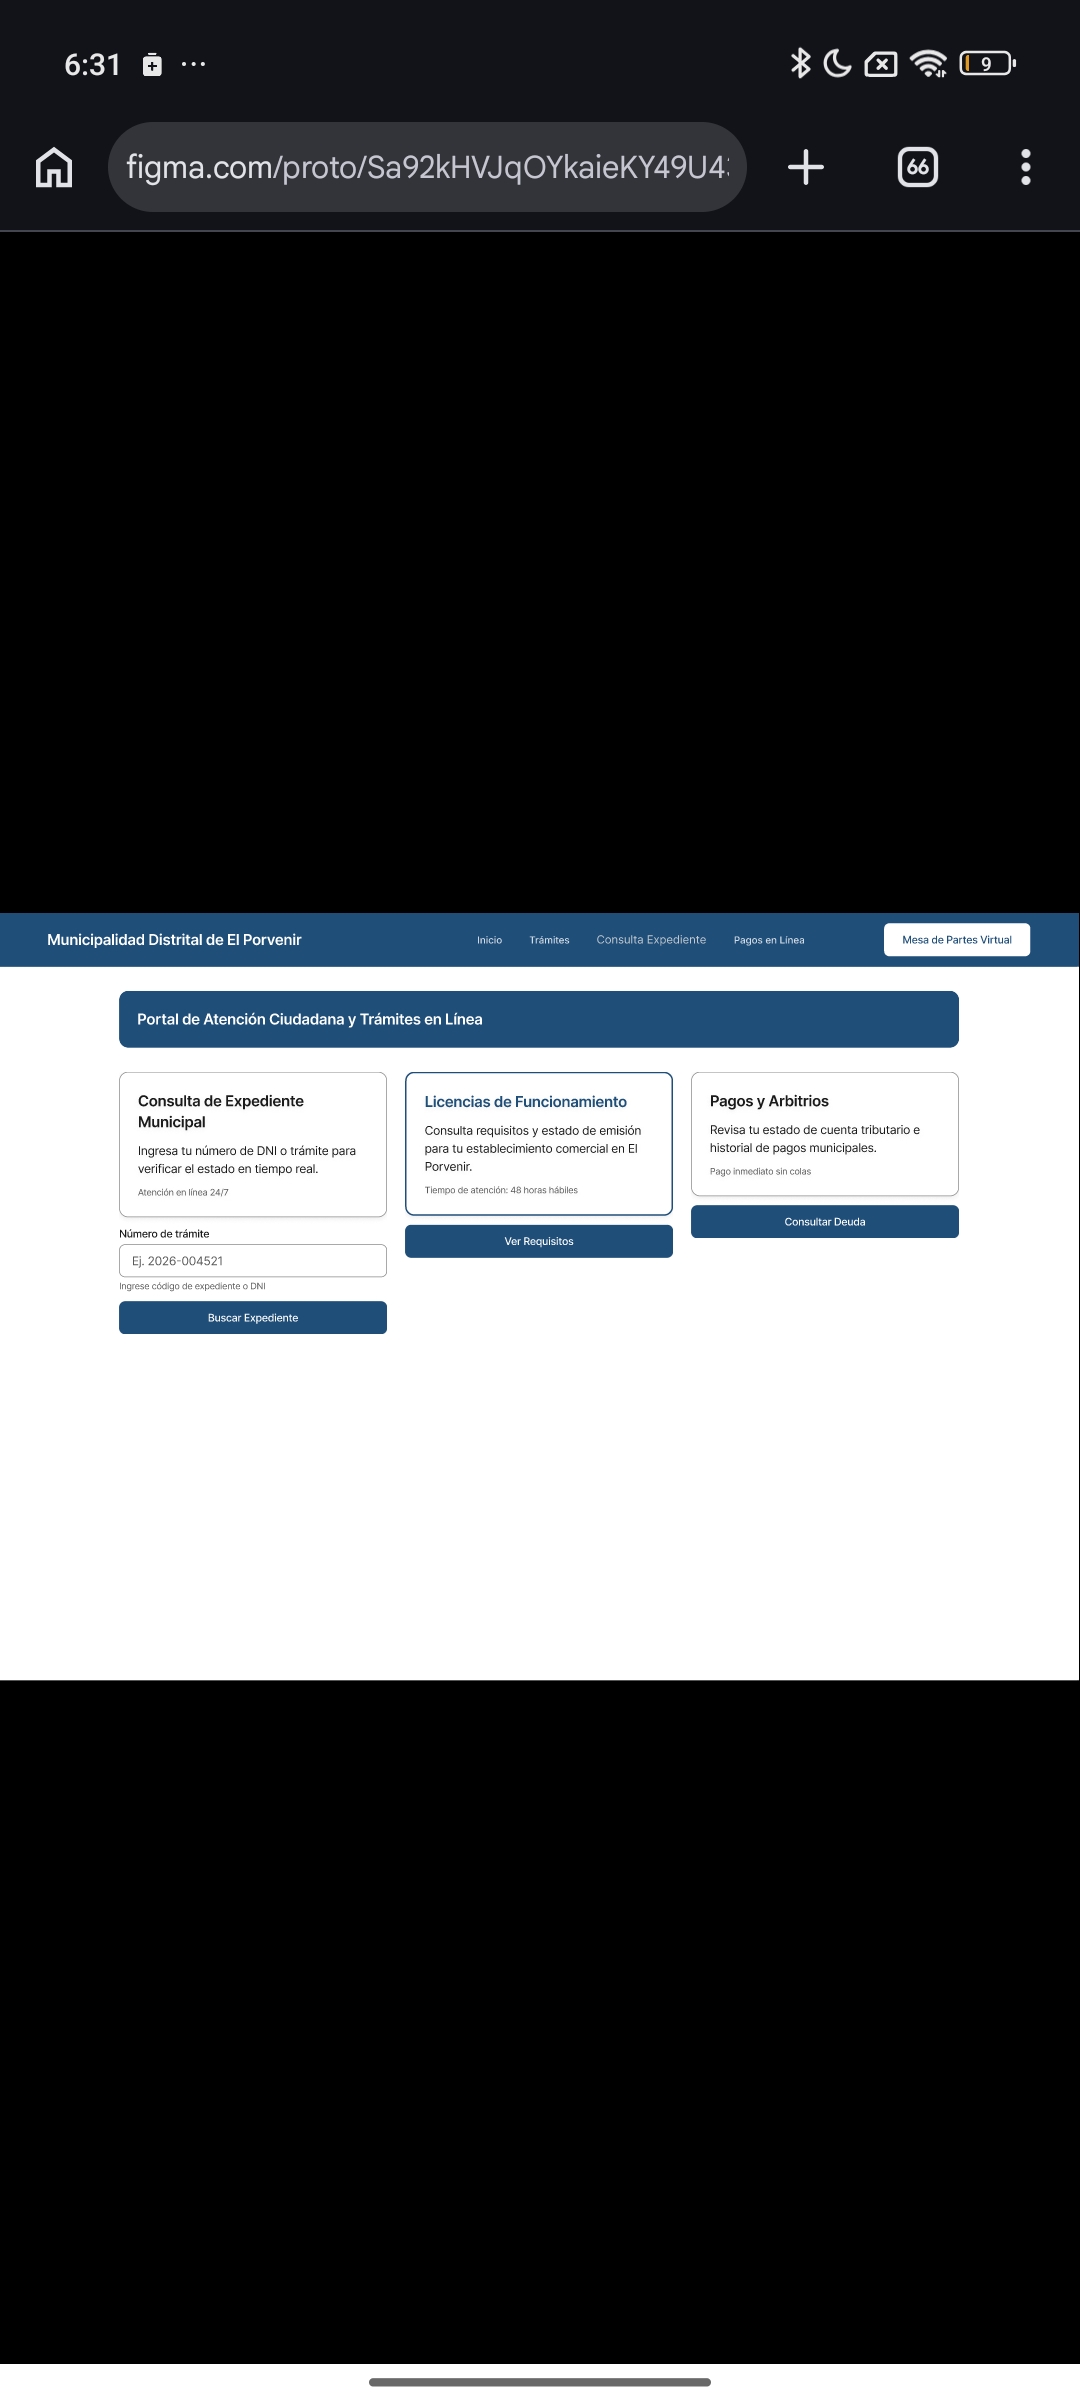 6:31
9
figma.com/proto/Sa92kHVJqOYkaieKY49U4
66
Municipalidad Distrital de El Porvenir
Inicio
Trámites
Consulta Expediente
Pagos en Línea
Mesa de Partes Virtual
Portal de Atención Ciudadana y Trámites en Línea
Consulta de Expediente
Municipal
Ingresa tu número de DNI o trámite para
verificar el estado en tiempo real.
Atención en línea 24/7
Número de trámite
Ej. 2026-004521
Ingrese código de expediente o DNI
Buscar Expediente
Licencias de Funcionamiento
Consulta requisitos y estado de emisión
para tu establecimiento comercial en El
Porvenir.
Tiempo de atención: 48 horas hábiles
Ver Requisitos
Pagos y Arbitrios
Revisa tu estado de cuenta tributario e
historial de pagos municipales.
Pago inmediato sin colas
Consultar Deuda